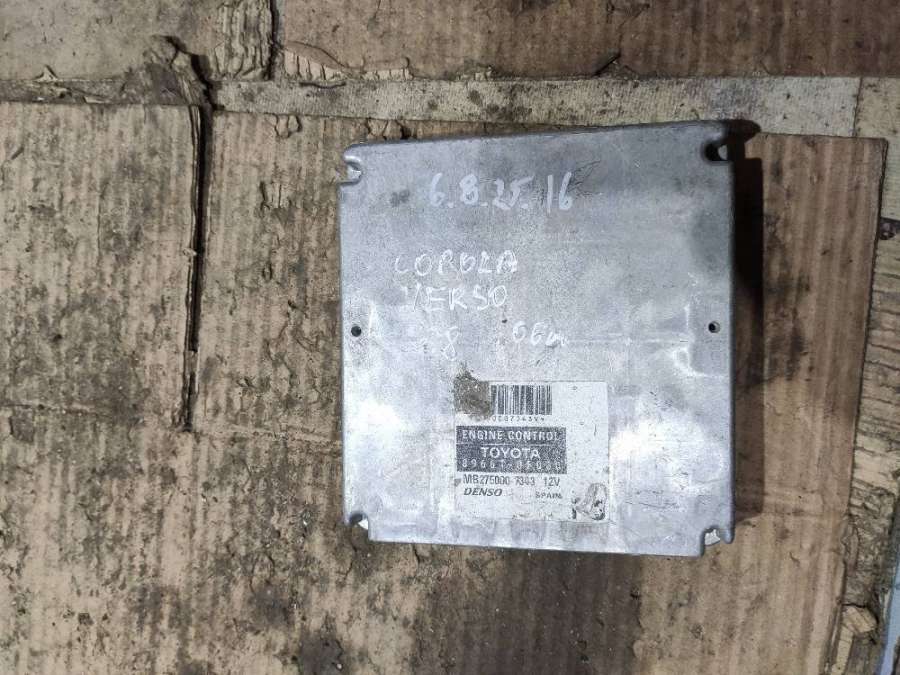 6.8.25.16
COROLA
VERSO
06
ENGINE CONTROL
TOYOTA
MB275000-7343 12V
DENSO SPAIN